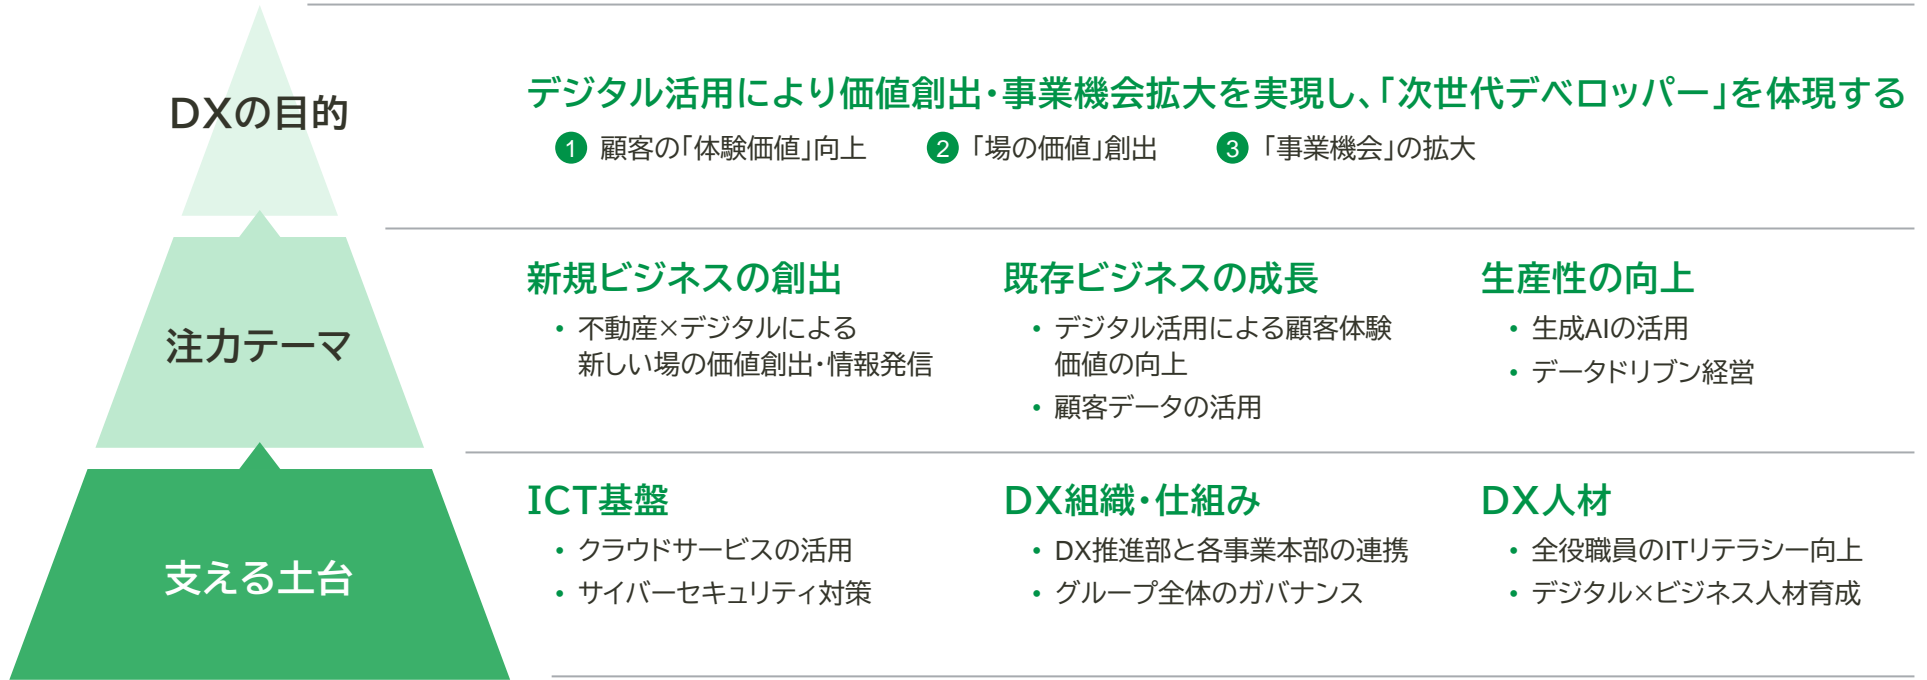 DXの目的
デジタル活用により価値創出・事業機会拡大を実現し、「次世代デベロッパー」を体現する
1 顧客の「体験価値」向上
2 「場の価値」創出
3 「事業機会」の拡大
注力テーマ
新規ビジネスの創出
• 不動産×デジタルによる
新しい場の価値創出・情報発信
既存ビジネスの成長
• デジタル活用による顧客体験
価値の向上
• 顧客データの活用
生産性の向上
• 生成AIの活用
• データドリブン経営
支える土台
ICT基盤
• クラウドサービスの活用
• サイバーセキュリティ対策
DX組織・仕組み
• DX推進部と各事業本部の連携
• グループ全体のガバナンス
DX人材
• 全役職員のITリテラシー向上
• デジタル×ビジネス人材育成